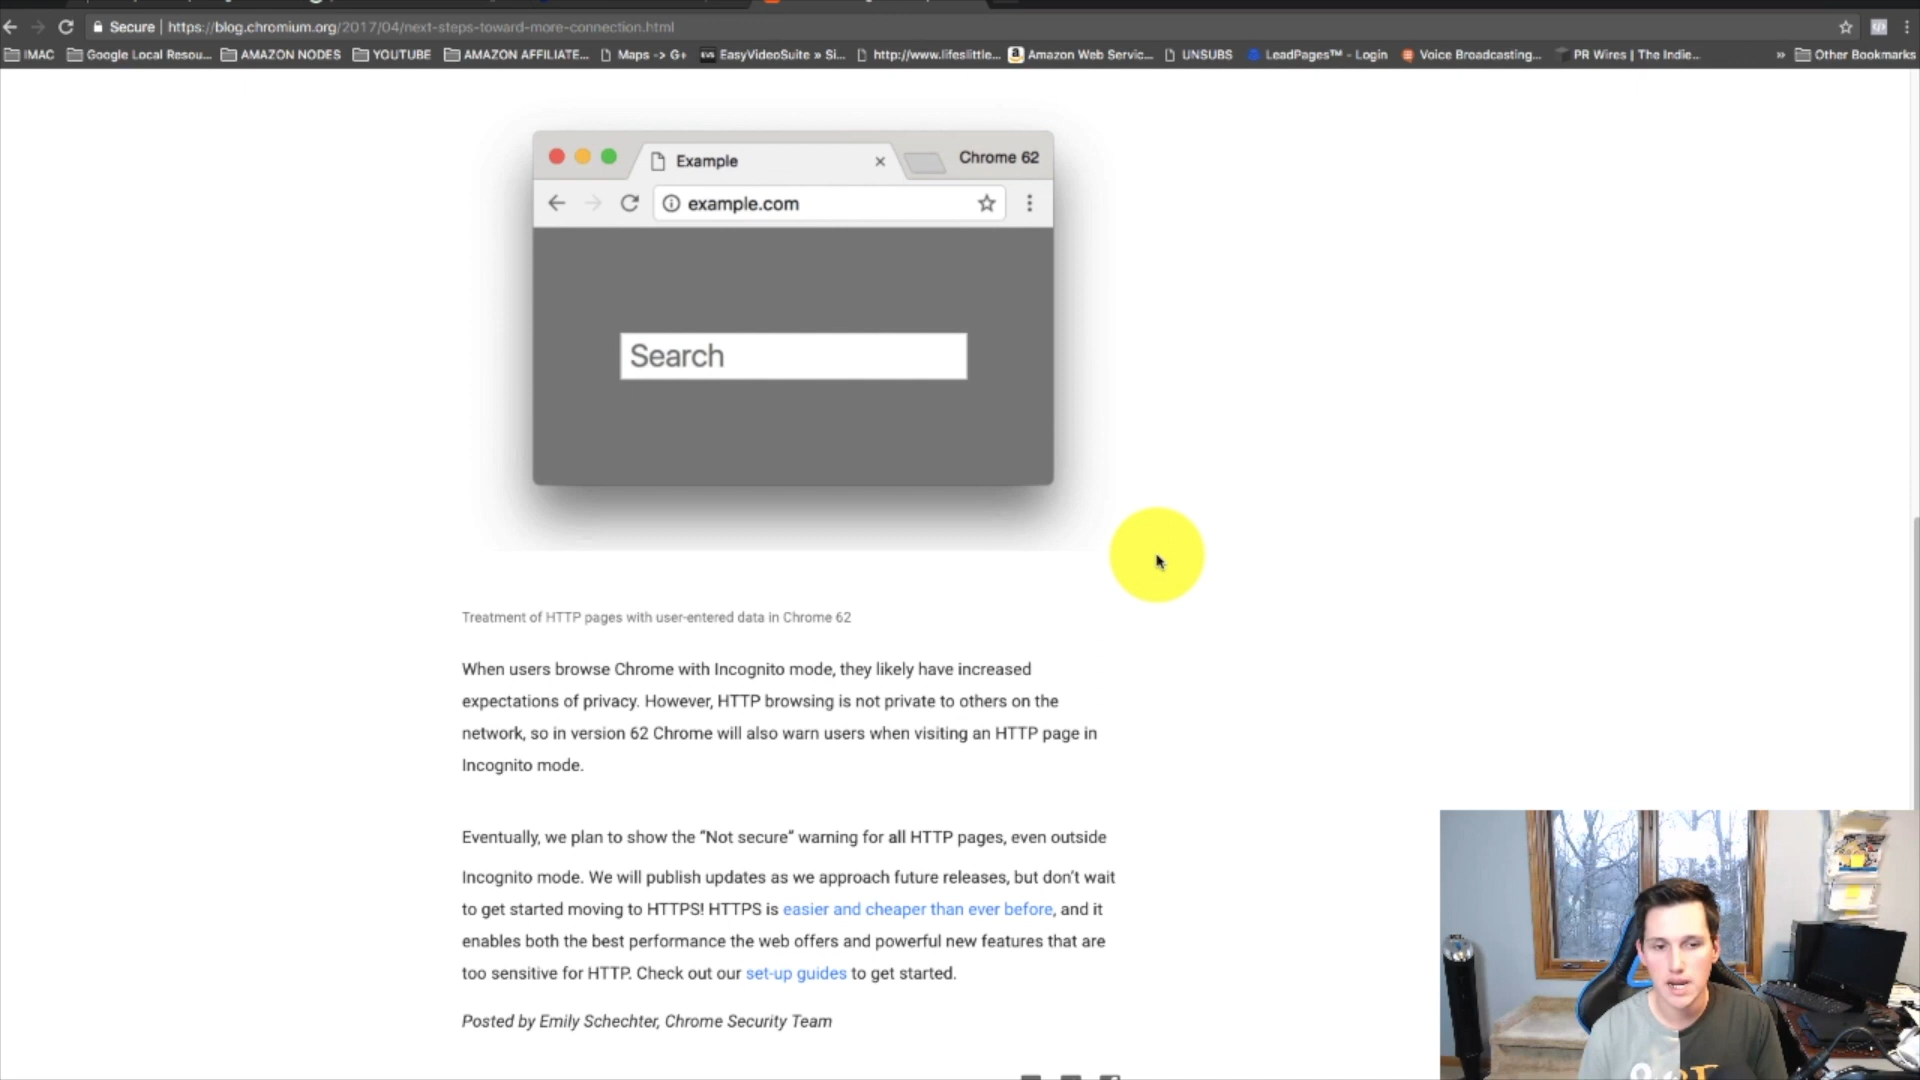 Secure | https://blog.chromium.org/2017/04/next-steps-toward-more-connection.html
IMAC Google Local Resou... AMAZON NODES YOUTUBE AMAZON AFFILIATE... Maps -> G+ EasyVideoSuite » Si... http://www.lifeslittle... Amazon Web Servic... UNSUBS LeadPages™ - Login Voice Broadcasting... PR Wires | The Indie... » Other Bookmarks
Example × Chrome 62
example.com
Search
Treatment of HTTP pages with user-entered data in Chrome 62
When users browse Chrome with Incognito mode, they likely have increased
expectations of privacy. However, HTTP browsing is not private to others on the
network, so in version 62 Chrome will also warn users when visiting an HTTP page in
Incognito mode.
Eventually, we plan to show the “Not secure“ warning for all HTTP pages, even outside
Incognito mode. We will publish updates as we approach future releases, but don’t wait
to get started moving to HTTPS! HTTPS is easier and cheaper than ever before, and it
enables both the best performance the web offers and powerful new features that are
too sensitive for HTTP. Check out our set-up guides to get started.
Posted by Emily Schechter, Chrome Security Team